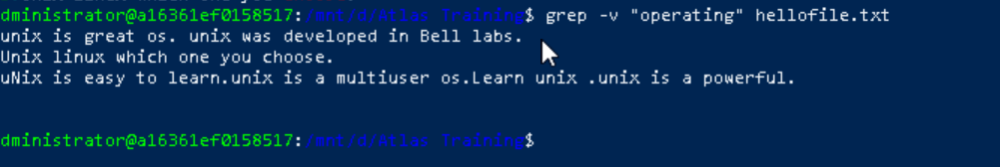 dministrator@a16361ef0158517:/mnt/d/Atlas Training$ grep -v "operating" hellofile.txt
unix is great os. unix was developed in Bell labs.
Unix linux which one you choose.
uNix is easy to learn.unix is a multiuser os.Learn unix .unix is a powerful.
dministrator@a16361ef0158517:/mnt/d/Atlas Training$